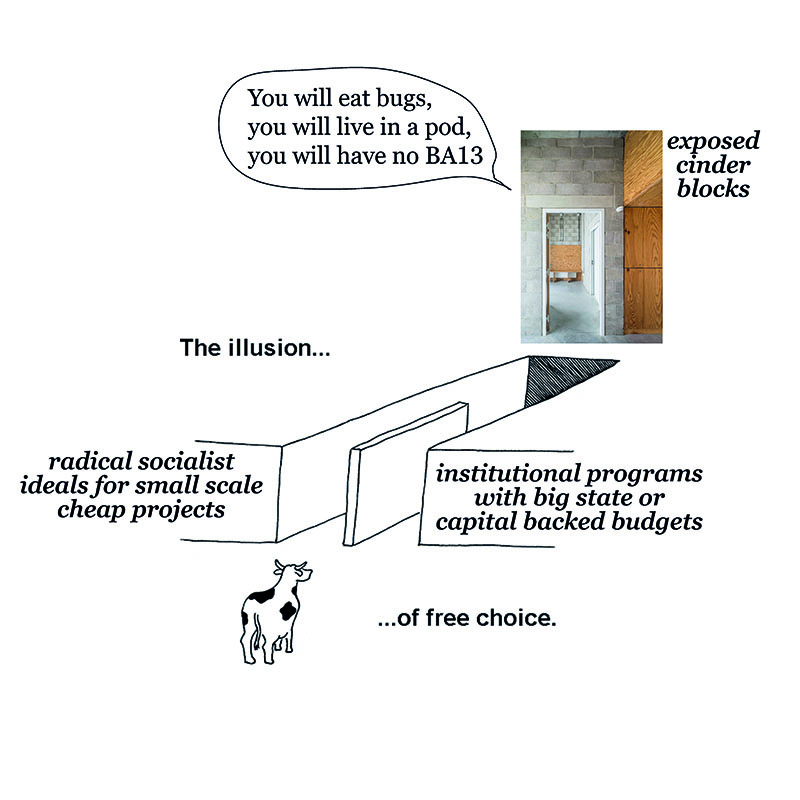 You will eat bugs,
you will live in a pod,
you will have no BA13
exposed
cinder
blocks
The illusion...
radical socialist
ideals for small scale
cheap projects
institutional programs
with big state or
capital backed budgets
...of free choice.